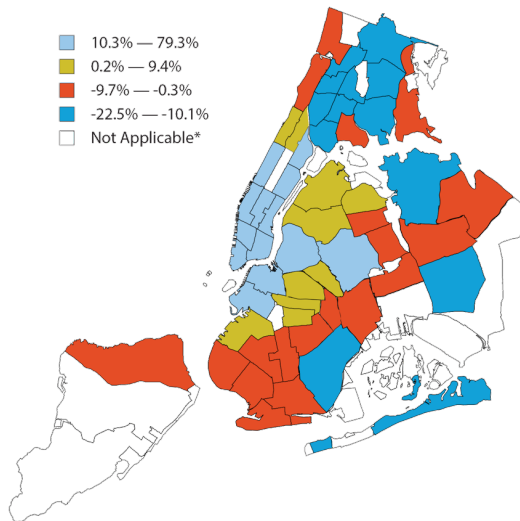 10.3% — 79.3%
0.2% — 9.4%
-9.7% — -0.3%
-22.5% — -10.1%
Not Applicable*